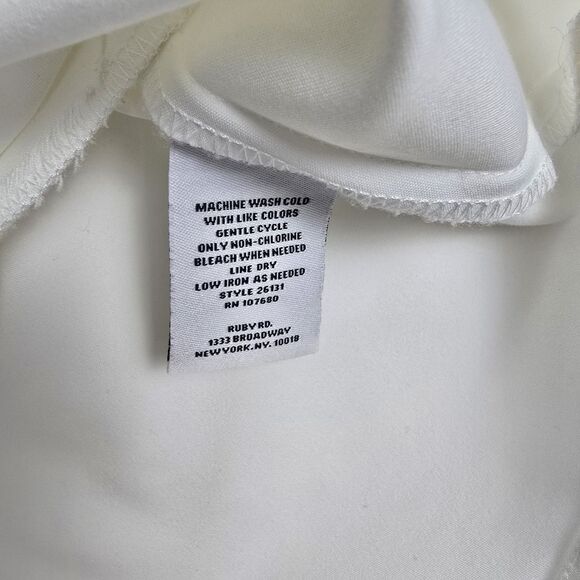 MACHINE WASH COLD
WITH LIKE COLORS
GENTLE CYCLE
ONLY NON-CHLORINE
BLEACH WHEN NEEDED
LINE DRY
LOW IRON AS NEEDED
STYLE 26131
RN 107680
RUBY RD.
1333 BROADWAY
NEW YORK. NY. 10018